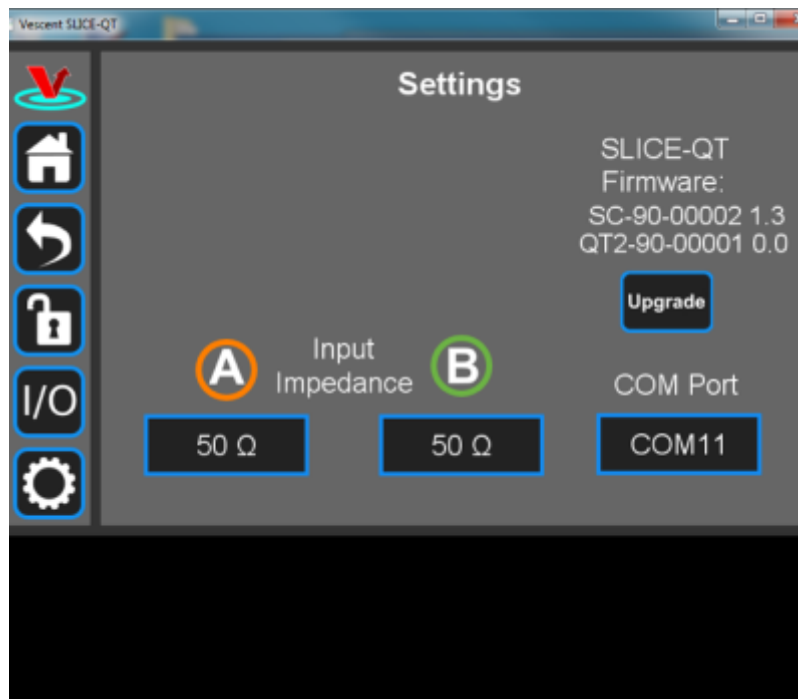 Vescent SLICE-QT
Settings
SLICE-QT
Firmware:
SC-90-00002 1.3
QT2-90-00001 0.0
Upgrade
A
Input
Impedance
B
COM Port
I/O
50 Ω
50 Ω
COM11